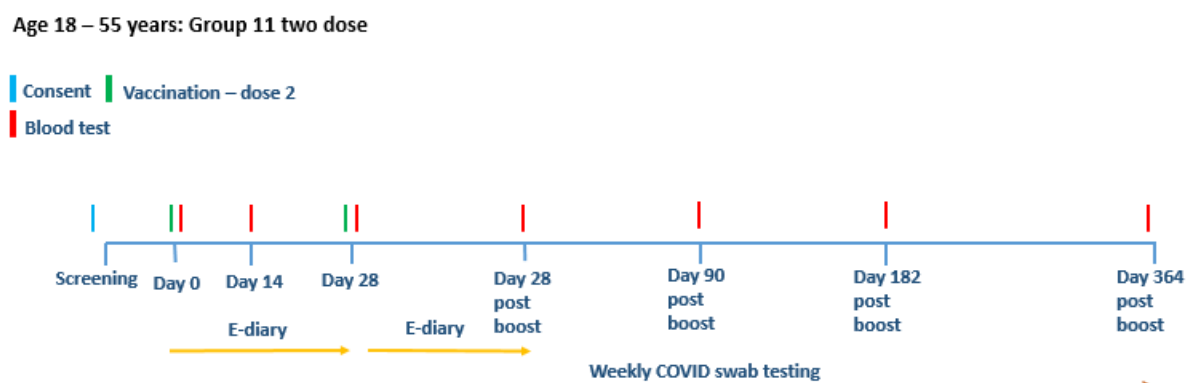 Age 18 – 55 years: Group 11 two dose
Consent
Vaccination – dose 2
Blood test
Screening
Day 0
Day 14
Day 28
Day 28
post
boost
Day 90
post
boost
Day 182
post
boost
Day 364
post
boost
E-diary
E-diary
Weekly COVID swab testing